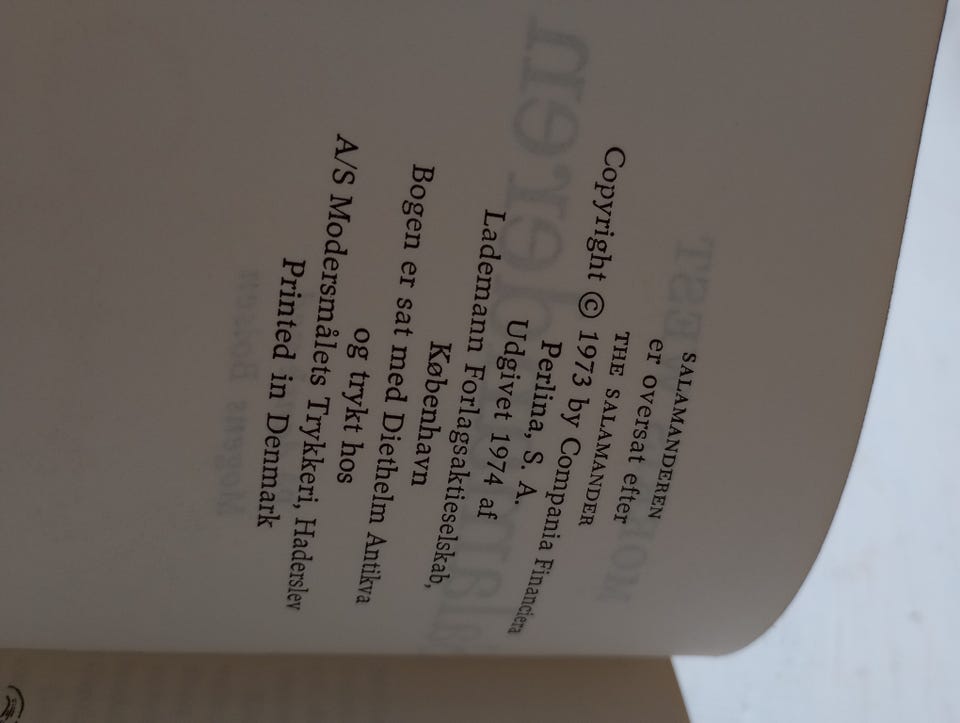 SALAMANDEREN
er oversat efter
THE SALAMANDER
Copyright © 1973 by Compania Financiera
Perlina, S. A.
Udgivet 1974 af
Lademann Forlagsaktieselskab,
København
Bogen er sat med Diethelm Antikva
og trykt hos
A/S Modersmålets Trykkeri, Haderslev
Printed in Denmark